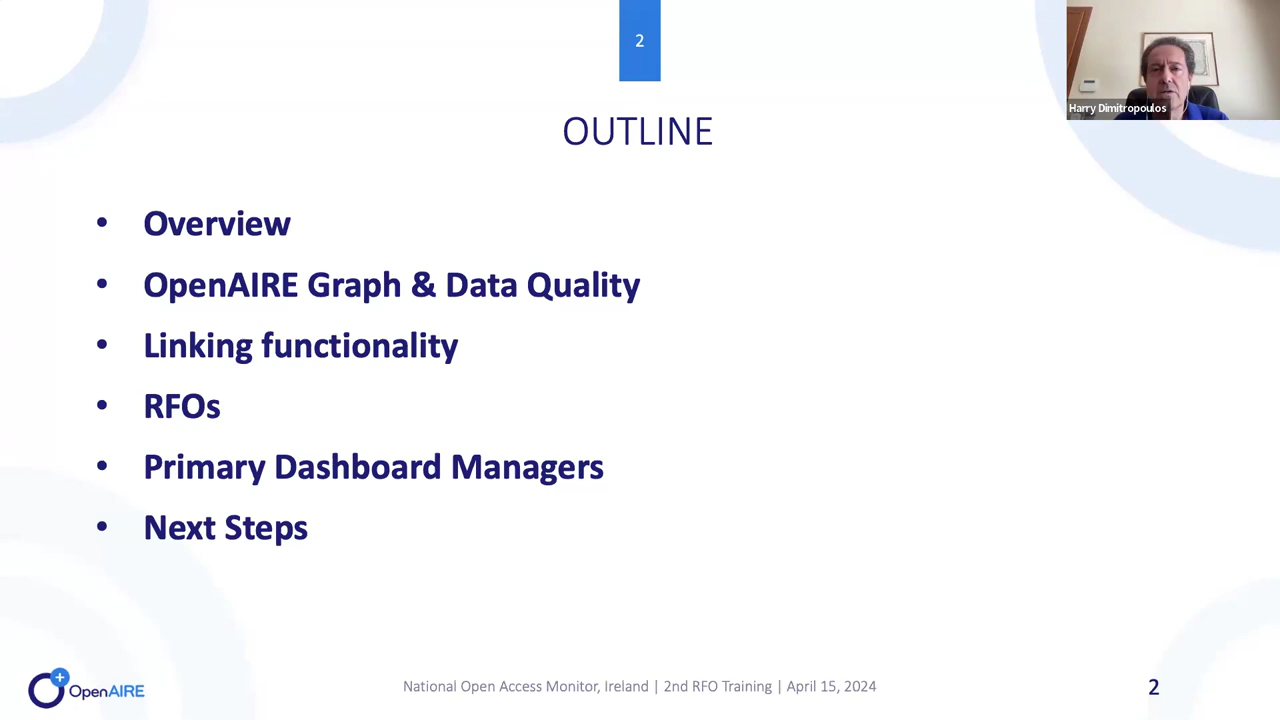 2
Harry Dimitropoulos
OUTLINE
• Overview
• OpenAIRE Graph & Data Quality
• Linking functionality
• RFOs
• Primary Dashboard Managers
• Next Steps
OpenAIRE
National Open Access Monitor, Ireland | 2nd RFO Training | April 15, 2024
2